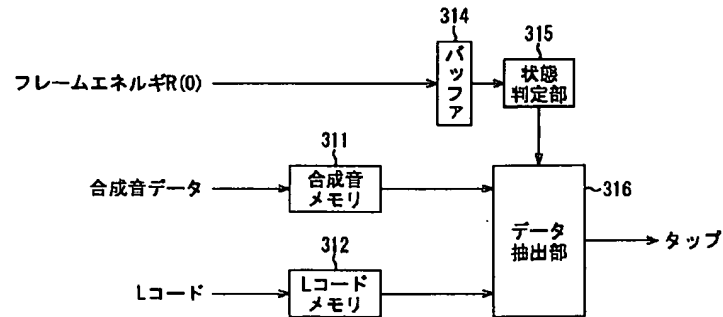 314
バッファ
315
状態
判定部
フレームエネルギR(0)
311
合成音
メモリ
合成音データ
316
データ
抽出部
タップ
312
Lコード
メモリ
Lコード